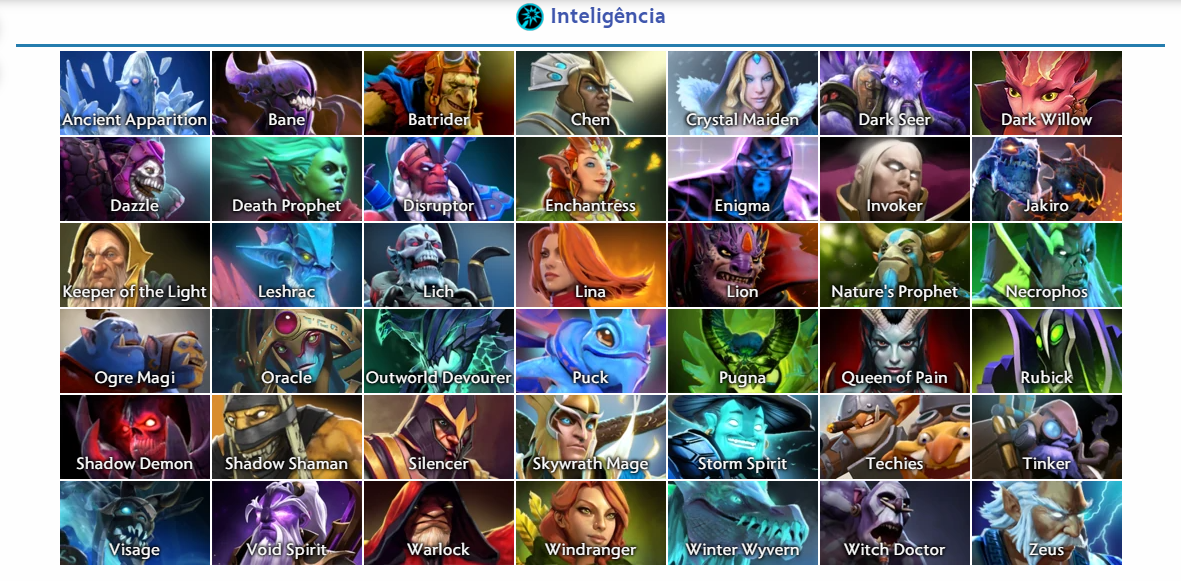 Inteligência
Ancient Apparition Bane Batrider Chen Crystal Maiden Dark Seer Dark Willow
Dazzle Death Prophet Disruptor Enchantress Enigma Invoker Jakiro
Keeper of the Light Leshrac Lich Lina Lion Nature's Prophet Necrophos
Ogre Magi Oracle Outworld Devourer Puck Pugna Queen of Pain Rubick
Shadow Demon Shadow Shaman Silencer Skywrath Mage Storm Spirit Techies Tinker
Visage Void Spirit Warlock Windranger Winter Wyvern Witch Doctor Zeus